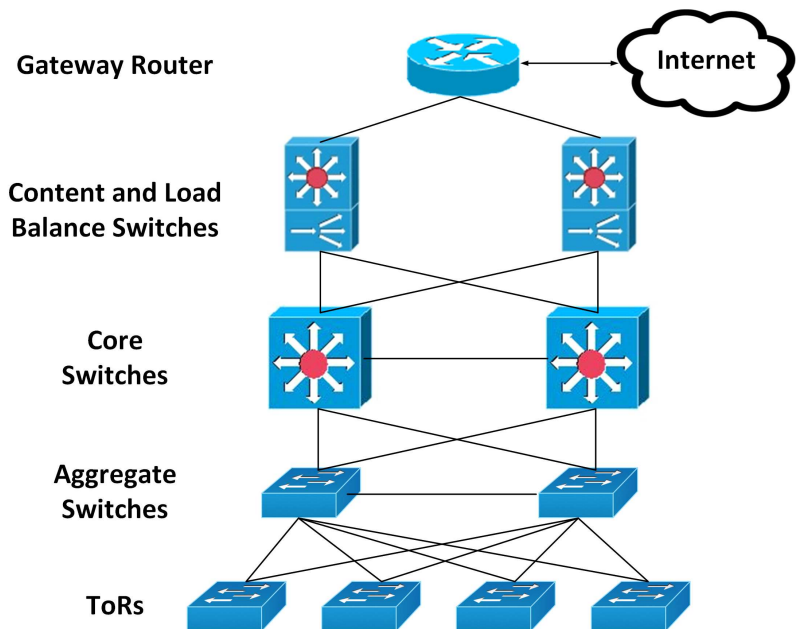 Gateway Router
Internet
Content and Load
Balance Switches
Core
Switches
Aggregate
Switches
ToRs